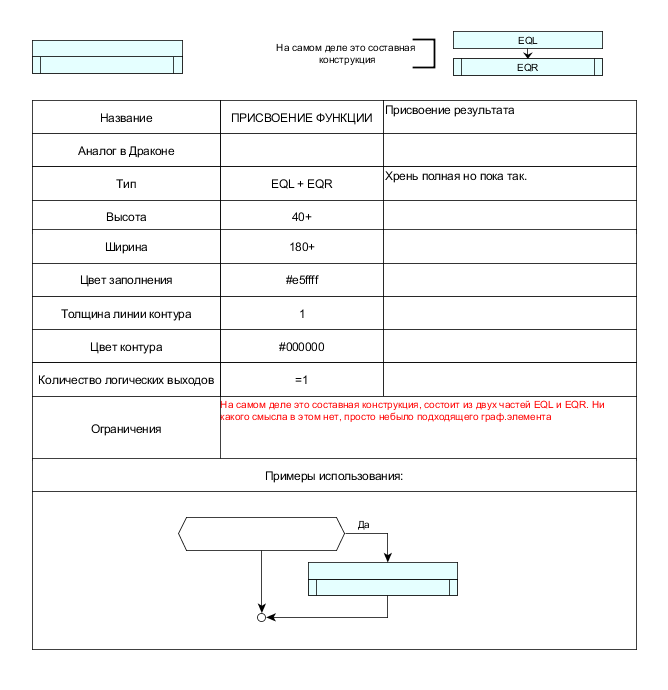 На самом деле это составная
конструкция
EQL
EQR
Название
ПРИСВОЕНИЕ ФУНКЦИИ
Присвоение результата
Аналог в Драконе
Тип
EQL + EQR
Хрень полная но пока так.
Высота
40+
Ширина
180+
Цвет заполнения
#e5ffff
Толщина линии контура
1
Цвет контура
#000000
Количество логических выходов
=1
Ограничения
На самом деле это составная конструкция, состоит из двух частей EQL и EQR. Ни
какого смысла в этом нет, просто небыло подходящего граф.элемента
Примеры использования:
Да